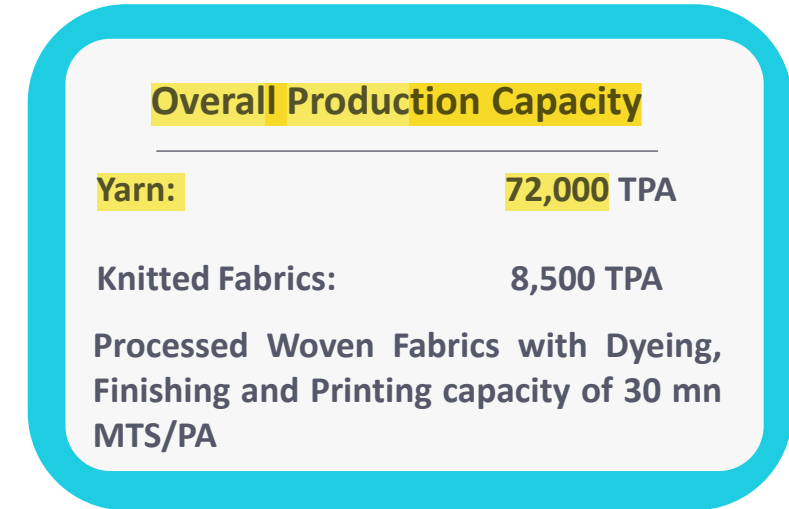 Overall Production Capacity
Yarn: 72,000 TPA
Knitted Fabrics: 8,500 TPA
Processed Woven Fabrics with Dyeing,
Finishing and Printing capacity of 30 mn
MTS/PA